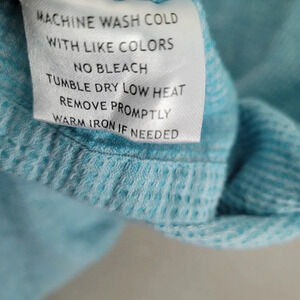 MACHINE WASH COLD
WITH LIKE COLORS
NO BLEACH
TUMBLE DRY LOW HEAT
REMOVE PROMPTLY
WARM IRON IF NEEDED